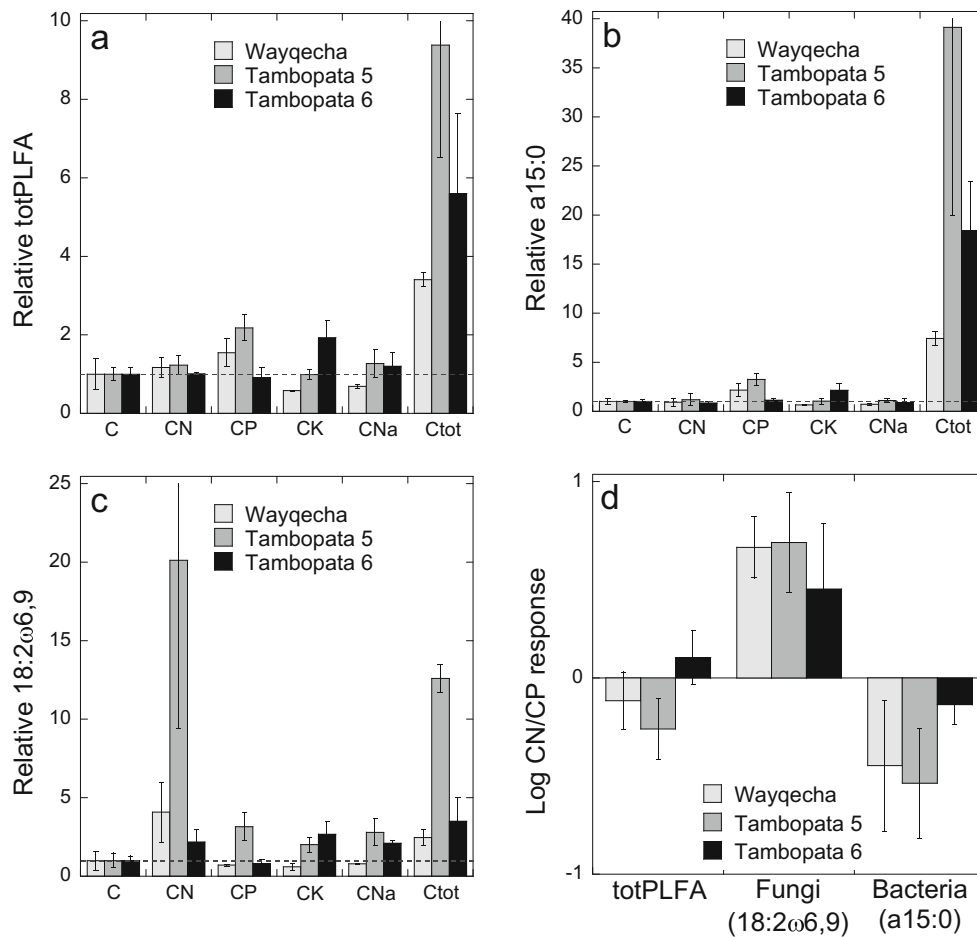 a
Wayqecha
Tambopata 5
Tambopata 6
Relative totPLFA
10
8
6
4
2
0
C CN CP CK CNa Ctot
b
Wayqecha
Tambopata 5
Tambopata 6
Relative a15:0
40
35
30
25
20
15
10
5
0
C CN CP CK CNa Ctot
c
Wayqecha
Tambopata 5
Tambopata 6
Relative 18:2ω6,9
25
20
15
10
5
0
C CN CP CK CNa Ctot
d
Log CN/CP response
1
0
-1
Wayqecha
Tambopata 5
Tambopata 6
totPLFA Fungi Bacteria
(18:2ω6,9) (a15:0)